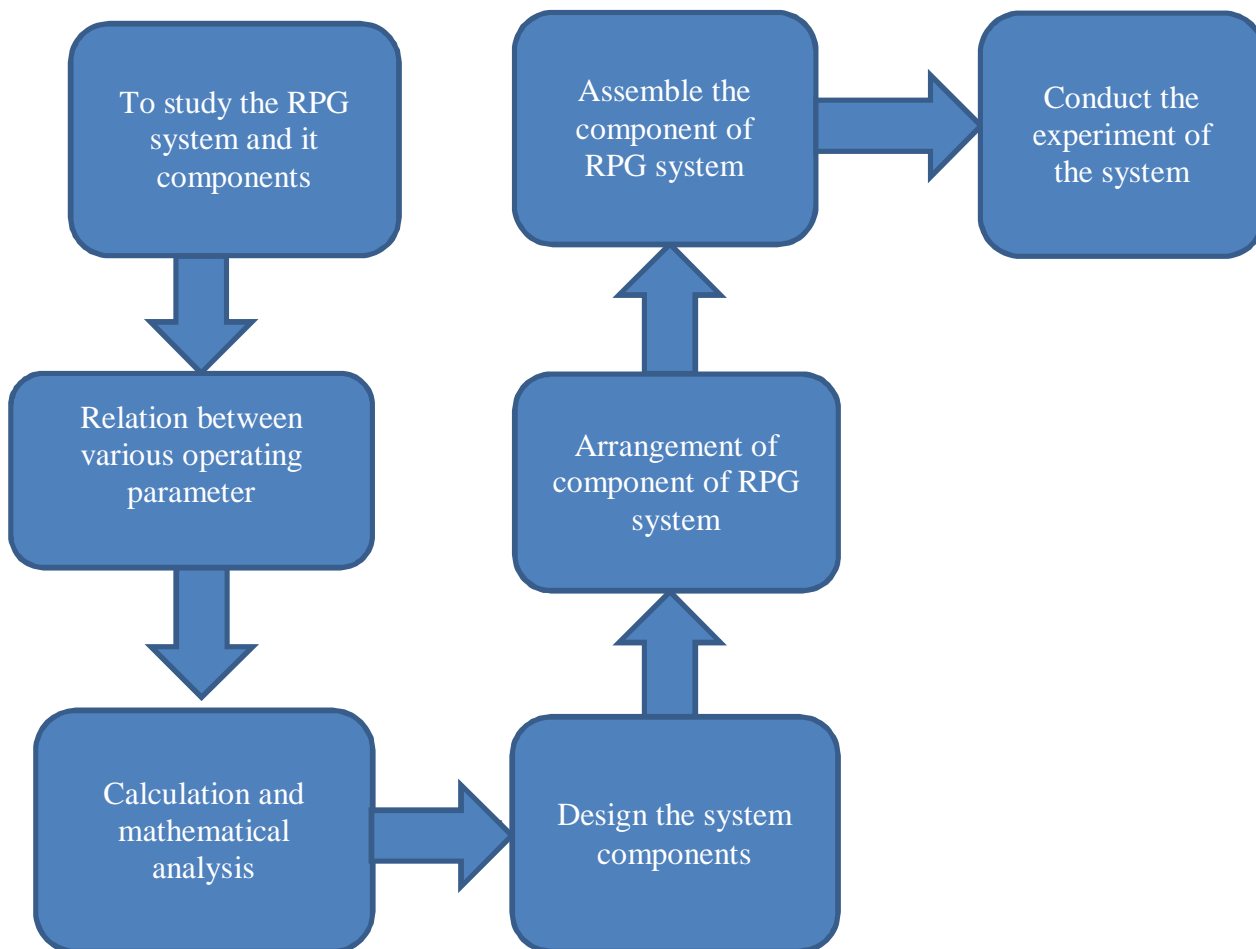 To study the RPG
system and it
components
Relation between
various operating
parameter
Calculation and
mathematical
analysis
Design the system
components
Arrangement of
component of RPG
system
Assemble the
component of
RPG system
Conduct the
experiment of
the system